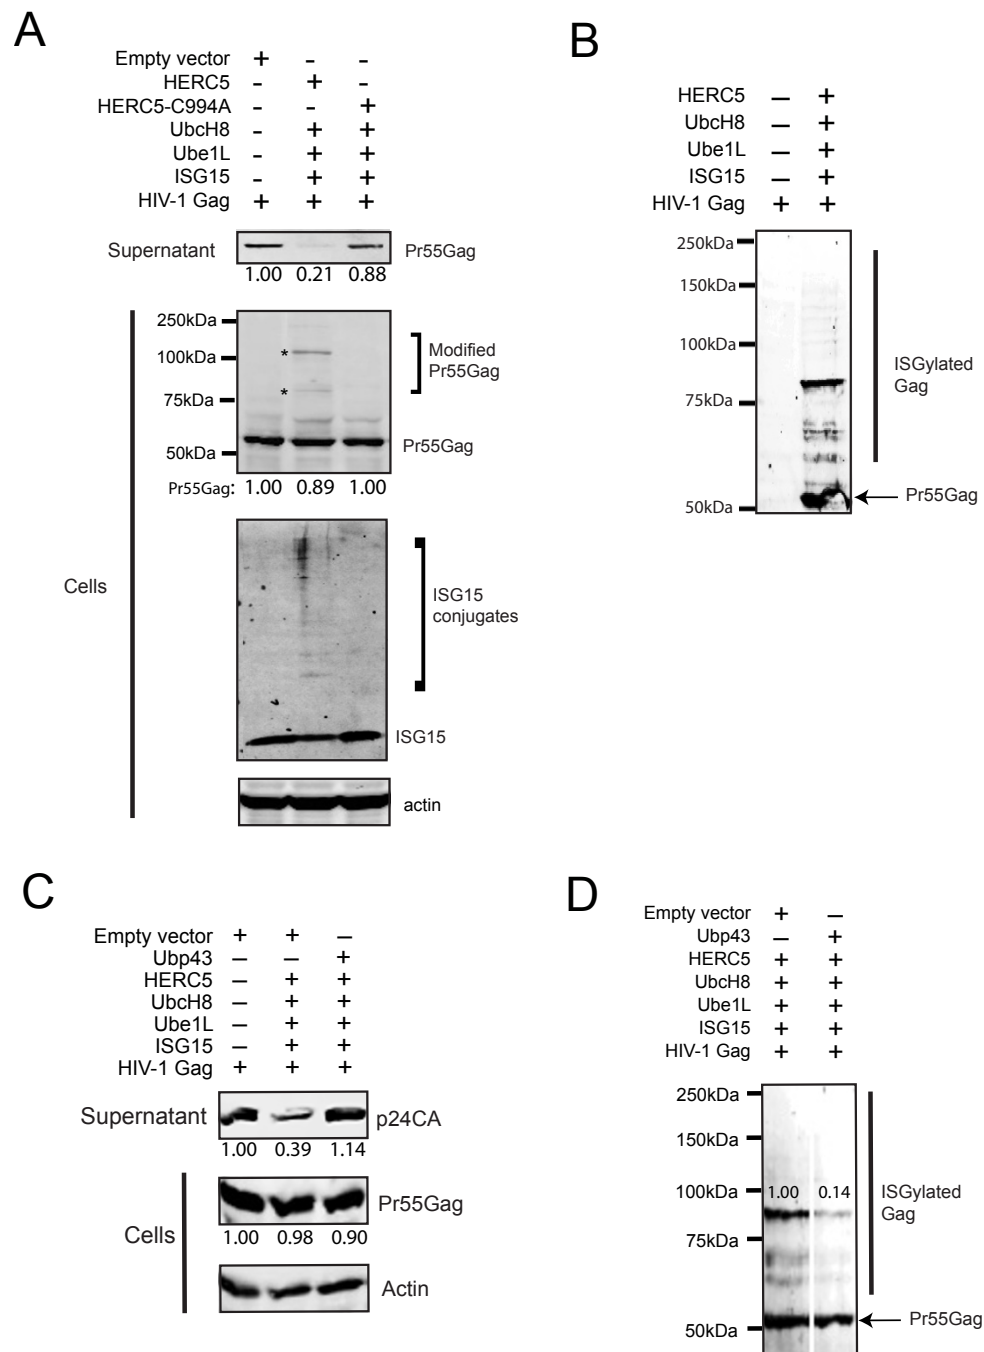 A
Empty vector + - -
HERC5 - + -
HERC5-C994A - - +
UbcH8 - + +
Ube1L - + +
ISG15 - + +
HIV-1 Gag + + +
Supernatant
Pr55Gag
1.00 0.21 0.88
250kDa
100kDa
75kDa
50kDa
*
*
Modified
Pr55Gag
Pr55Gag
Pr55Gag: 1.00 0.89 1.00
Cells
ISG15
conjugates
ISG15
actin
B
HERC5 — +
UbcH8 — +
Ube1L — +
ISG15 — +
HIV-1 Gag + +
250kDa
150kDa
100kDa
75kDa
50kDa
ISGylated
Gag
Pr55Gag
C
Empty vector + + —
Ubp43 — — +
HERC5 — + +
UbcH8 — + +
Ube1L — + +
ISG15 — + +
HIV-1 Gag + + +
Supernatant
p24CA
1.00 0.39 1.14
Cells
Pr55Gag
1.00 0.98 0.90
Actin
D
Empty vector + —
Ubp43 — +
HERC5 + +
UbcH8 + +
Ube1L + +
ISG15 + +
HIV-1 Gag + +
250kDa
150kDa
100kDa
75kDa
50kDa
1.00 0.14
ISGylated
Gag
Pr55Gag